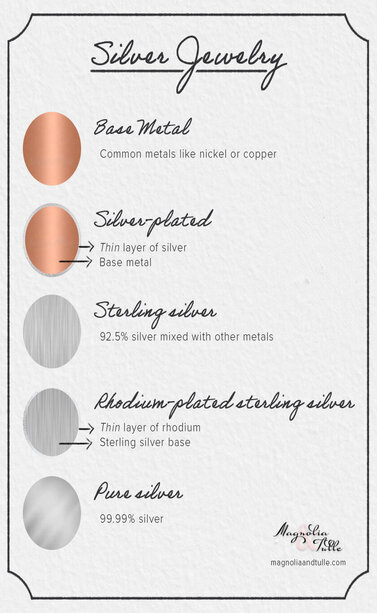 Silver Jewelry
Base Metal
Common metals like nickel or copper
Silver-plated
Thin layer of silver
Base metal
Sterling silver
92.5% silver mixed with other metals
Rhodium-plated sterling silver
Thin layer of rhodium
Sterling silver base
Pure silver
99.99% silver
Magnolia
& Tulle
magnoliaandtulle.com